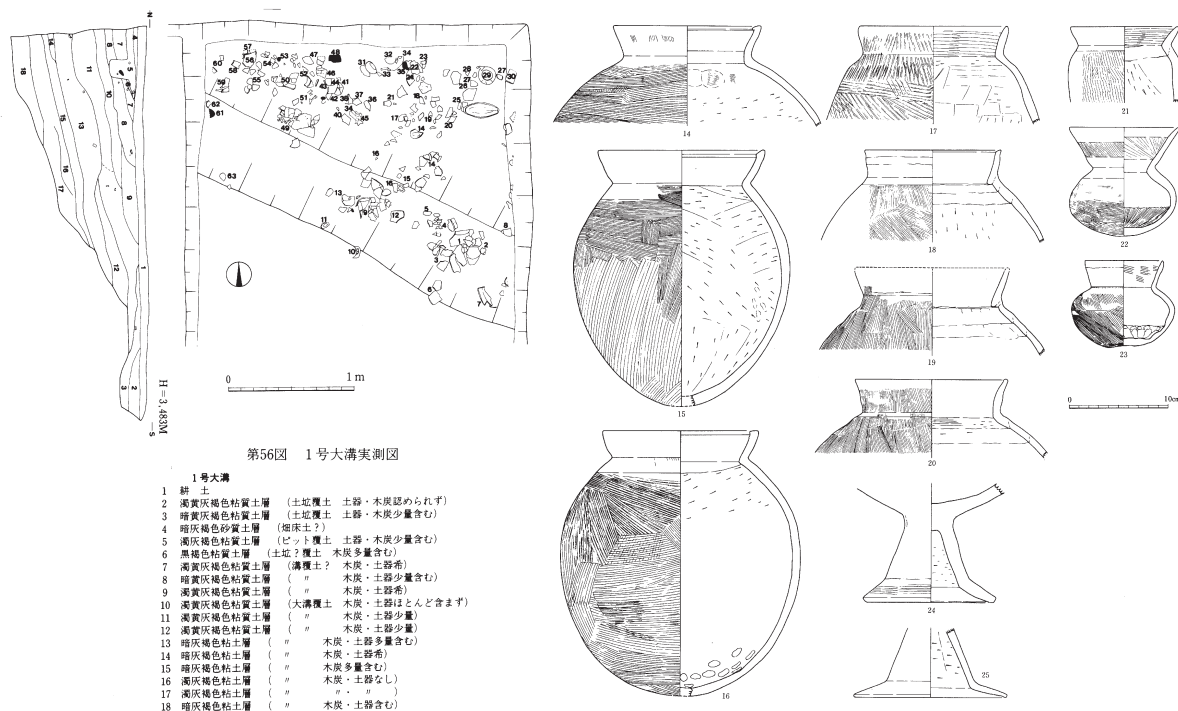 第56図 1号大溝実測図
0 1m
H=3,483M
N
S
1号大溝
1 耕 土
2 濁黄灰褐色粘質土層 (土坑覆土 土器・木炭認められず)
3 暗黄灰褐色粘質土層 (土坑覆土 土器・木炭少量含む)
4 暗灰褐色砂質土層 (畑床土?)
5 濁灰褐色粘質土層 (ピット覆土 土器・木炭少量含む)
6 黒褐色粘質土層 (土坑?覆土 木炭多量含む)
7 濁黄灰褐色粘質土層 (溝覆土? 木炭・土器希)
8 暗黄灰褐色粘質土層 ( 〃 木炭・土器少量含む)
9 濁黄灰褐色粘質土層 ( 〃 木炭・土器希)
10 濁黄灰褐色粘質土層 (大溝覆土 木炭・土器ほとんど含まず)
11 濁黄灰褐色粘質土層 ( 〃 木炭・土器少量)
12 濁黄灰褐色粘質土層 ( 〃 木炭・土器少量)
13 暗灰褐色粘土層 ( 〃 木炭・土器多量含む)
14 暗灰褐色粘土層 ( 〃 木炭・土器希)
15 暗灰褐色粘土層 ( 〃 木炭多量含む)
16 濁灰褐色粘土層 ( 〃 木炭・土器なし)
17 濁灰褐色粘土層 ( 〃 〃・〃 )
18 暗灰褐色粘土層 ( 〃 木炭・土器含む)
14
15
16
17
18
19
20
21
22
23
0 10cm
24
25